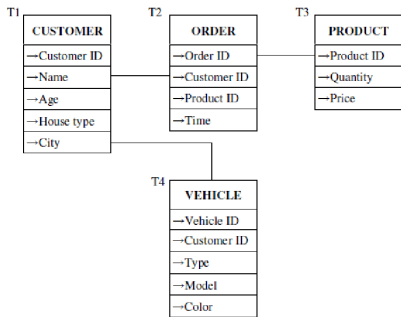 T1
CUSTOMER
→Customer ID
→Name
→Age
→House type
→City
T2
ORDER
→Order ID
→Customer ID
→Product ID
→Time
T3
PRODUCT
→Product ID
→Quantity
→Price
T4
VEHICLE
→Vehicle ID
→Customer ID
→Type
→Model
→Color